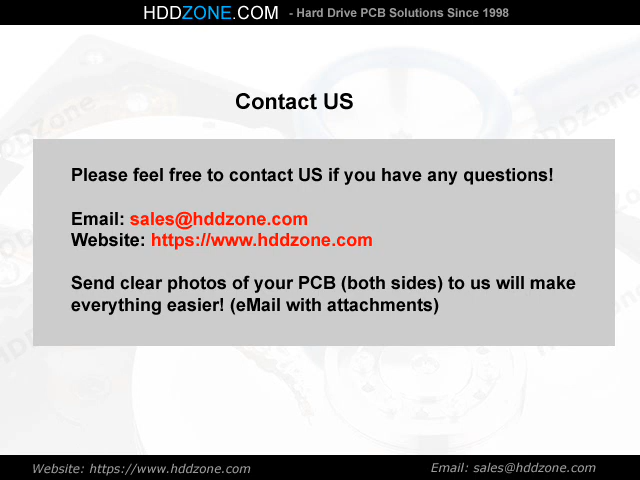 HDDZONE.COM - Hard Drive PCB Solutions Since 1998
Contact US
Please feel free to contact US if you have any questions!
Email: sales@hddzone.com
Website: https://www.hddzone.com
Send clear photos of your PCB (both sides) to us will make
everything easier! (eMail with attachments)
Website: https://www.hddzone.com
Email: sales@hddzone.com